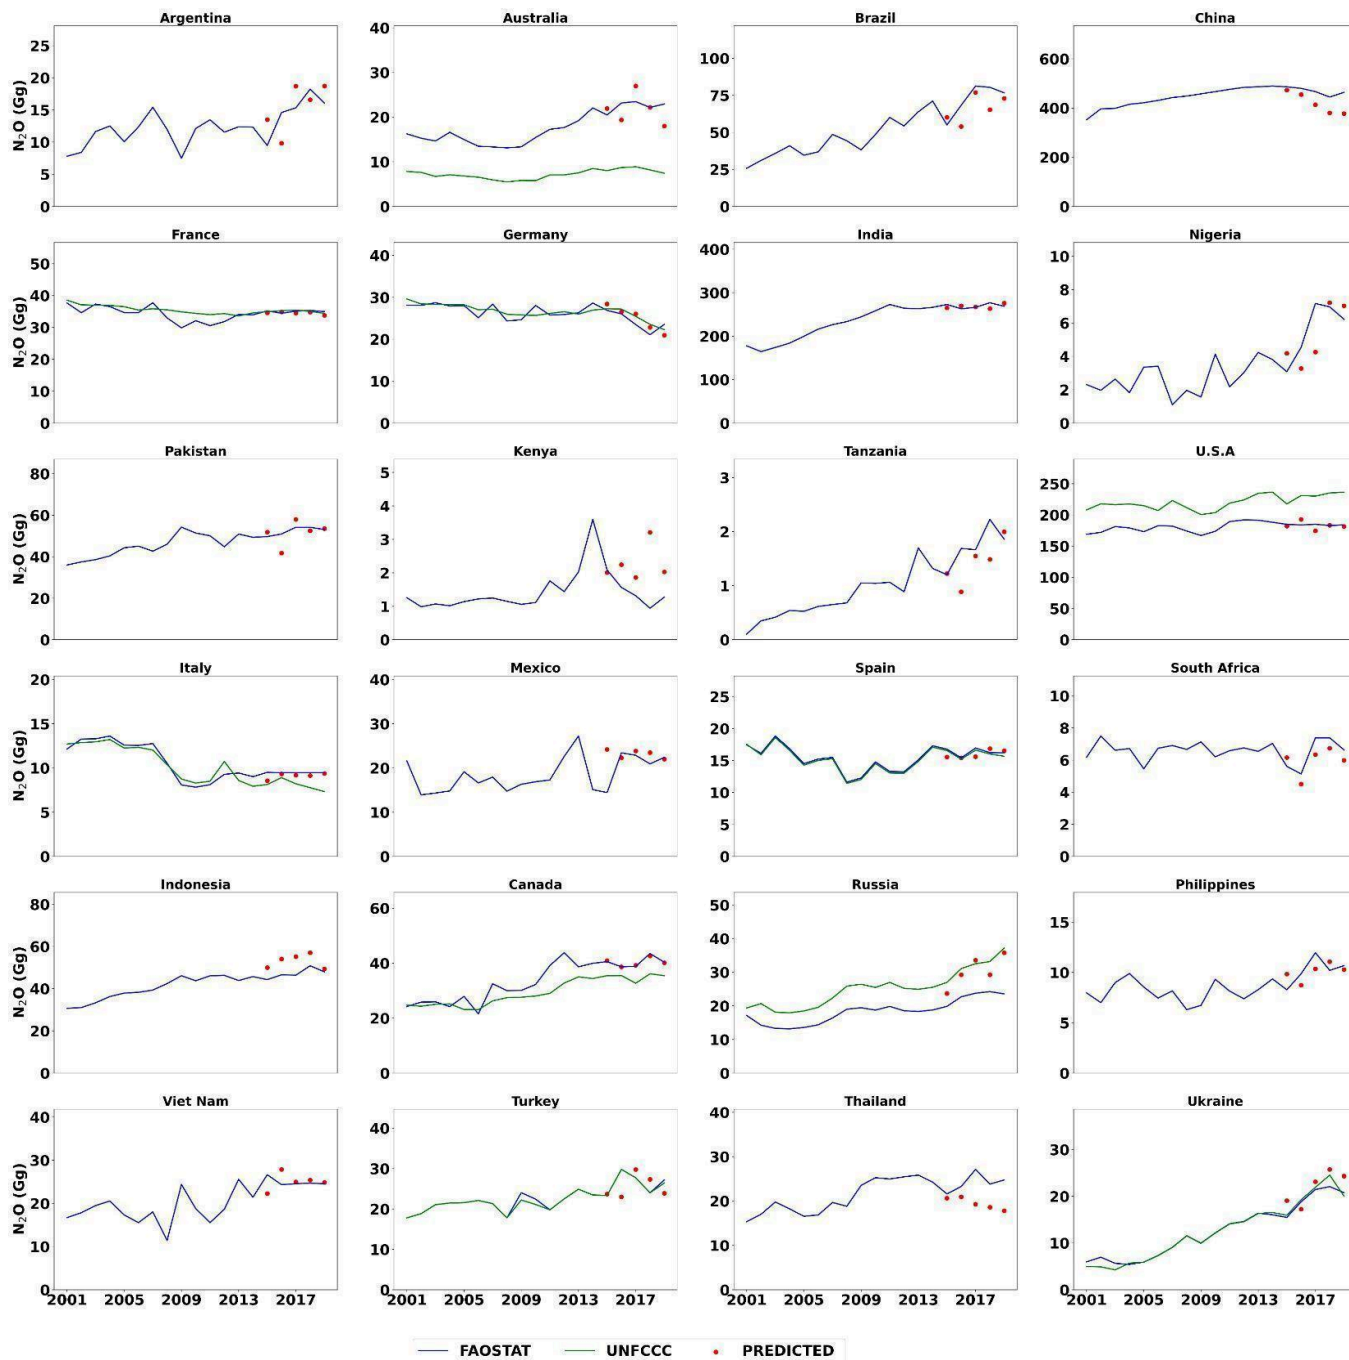 Argentina Australia Brazil China
N₂O (Gg) 25 20 15 10 5 0
40 30 20 10 0
100 75 50 25 0
600 400 200 0
France Germany India Nigeria
N₂O (Gg) 50 40 30 20 10 0
40 30 20 10 0
400 300 200 100
10 8 6 4 2 0
Pakistan Kenya Tanzania U.S.A
N₂O (Gg) 80 60 40 20 0
5 4 3 2 1 0
3 2 1 0
250 200 150 100 50 0
Italy Mexico Spain South Africa
N₂O (Gg) 20 15 10 5 0
40 30 20 10 0
25 20 15 10 5 0
10 8 6 4 2 0
Indonesia Canada Russia Philippines
N₂O (Gg) 80 60 40 20 0
60 40 20 0
50 40 30 20 10 0
15 10 5 0
Viet Nam Turkey Thailand Ukraine
N₂O (Gg) 40 30 20 10 0
40 30 20 10 0
40 30 20 10 0
30 20 10 0
2001 2005 2009 2013 2017 2001 2005 2009 2013 2017 2001 2005 2009 2013 2017 2001 2005 2009 2013 2017
FAOSTAT UNFCCC PREDICTED